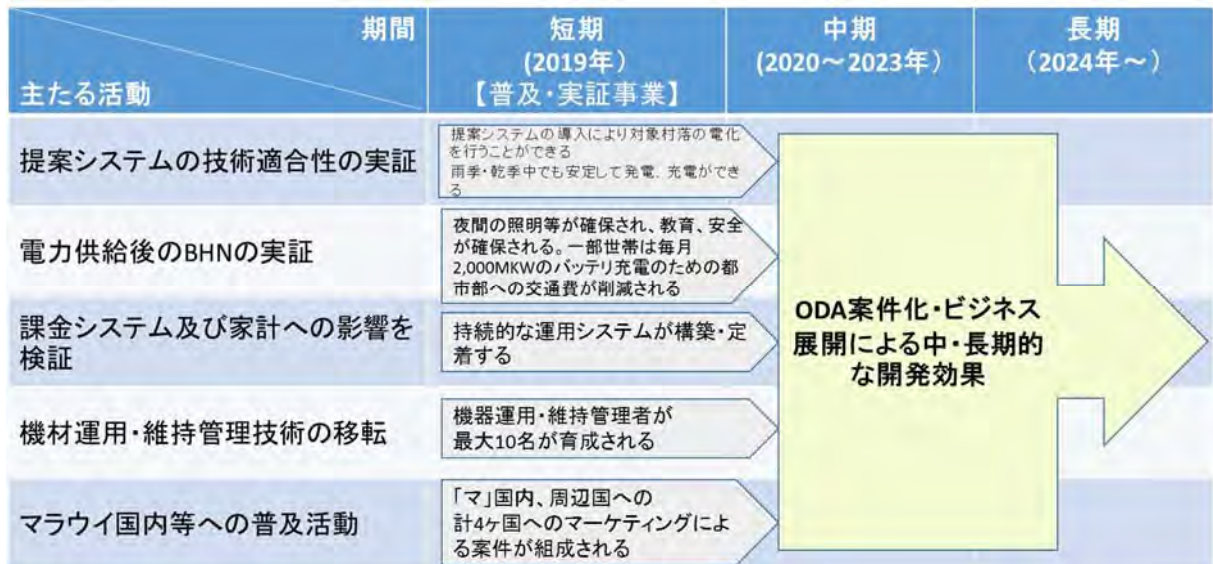 期間
主たる活動
短期
(2019年)
【普及・実証事業】
中期
(2020～2023年)
長期
(2024年～)
提案システムの技術適合性の実証
提案システムの導入により対象村落の電化
を行うことができる
雨季・乾季中でも安定して発電．充電ができ
る
電力供給後のBHNの実証
夜間の照明等が確保され、教育、安全
が確保される。一部世帯は毎月
2,000MKWのバッテリ充電のための都
市部への交通費が削減される
課金システム及び家計への影響を
検証
持続的な運用システムが構築・定
着する
機材運用・維持管理技術の移転
機器運用・維持管理者が
最大10名が育成される
マラウイ国内等への普及活動
「マ」国内、周辺国への
計4ヶ国へのマーケティングによ
る案件が組成される
ODA案件化・ビジネス
展開による中・長期的
な開発効果